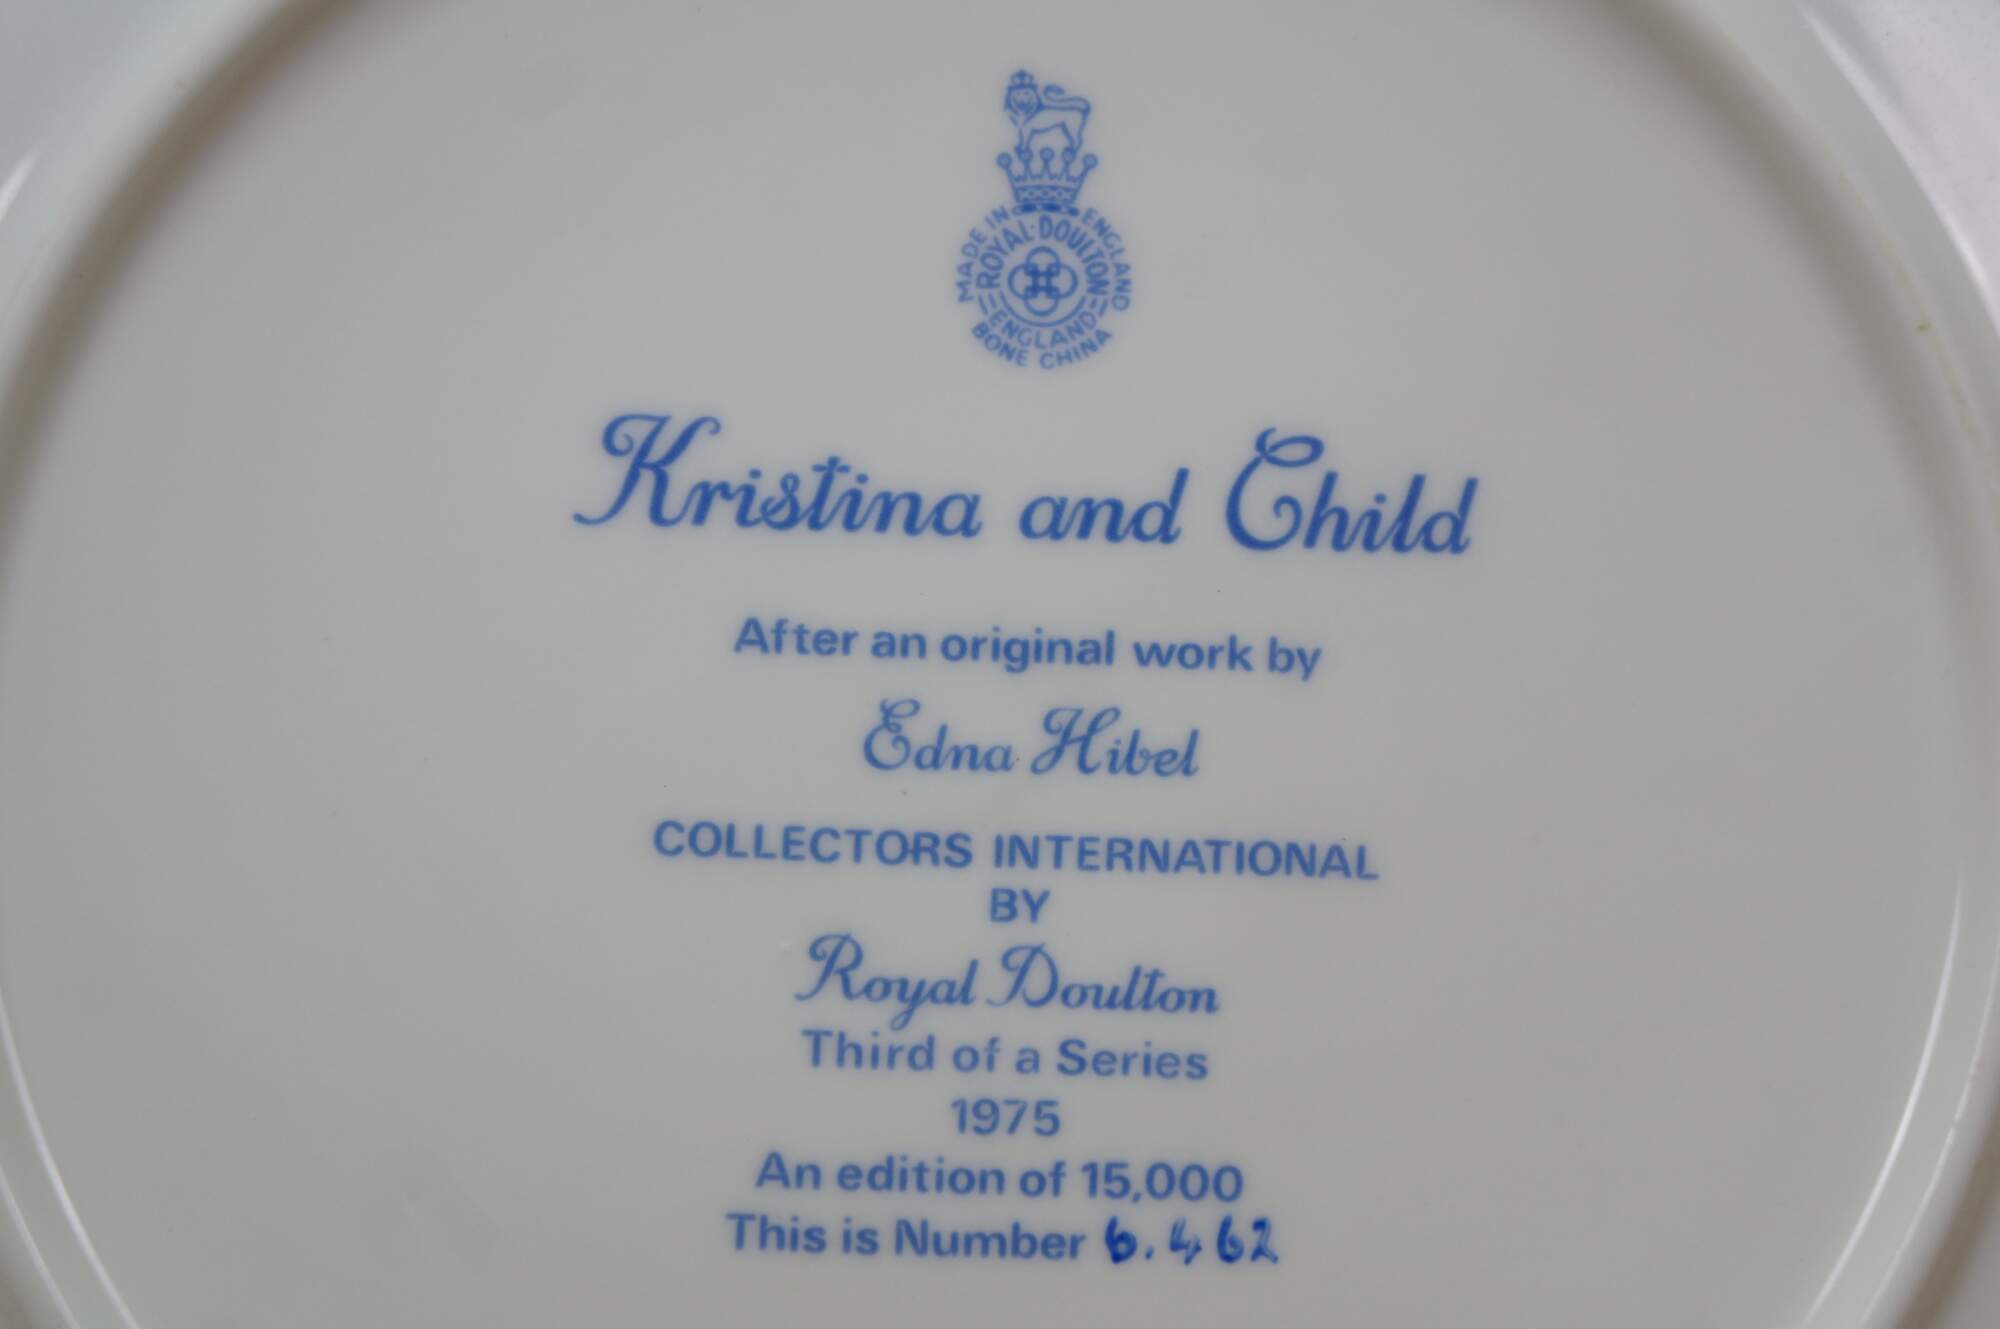 MADE IN ENGLAND
ROYAL·DOULTON
ENGLAND
BONE CHINA
Kristina and Child
After an original work by
Edna Hibel
COLLECTORS INTERNATIONAL
BY
Royal Doulton
Third of a Series
1975
An edition of 15,000
This is Number 6.462